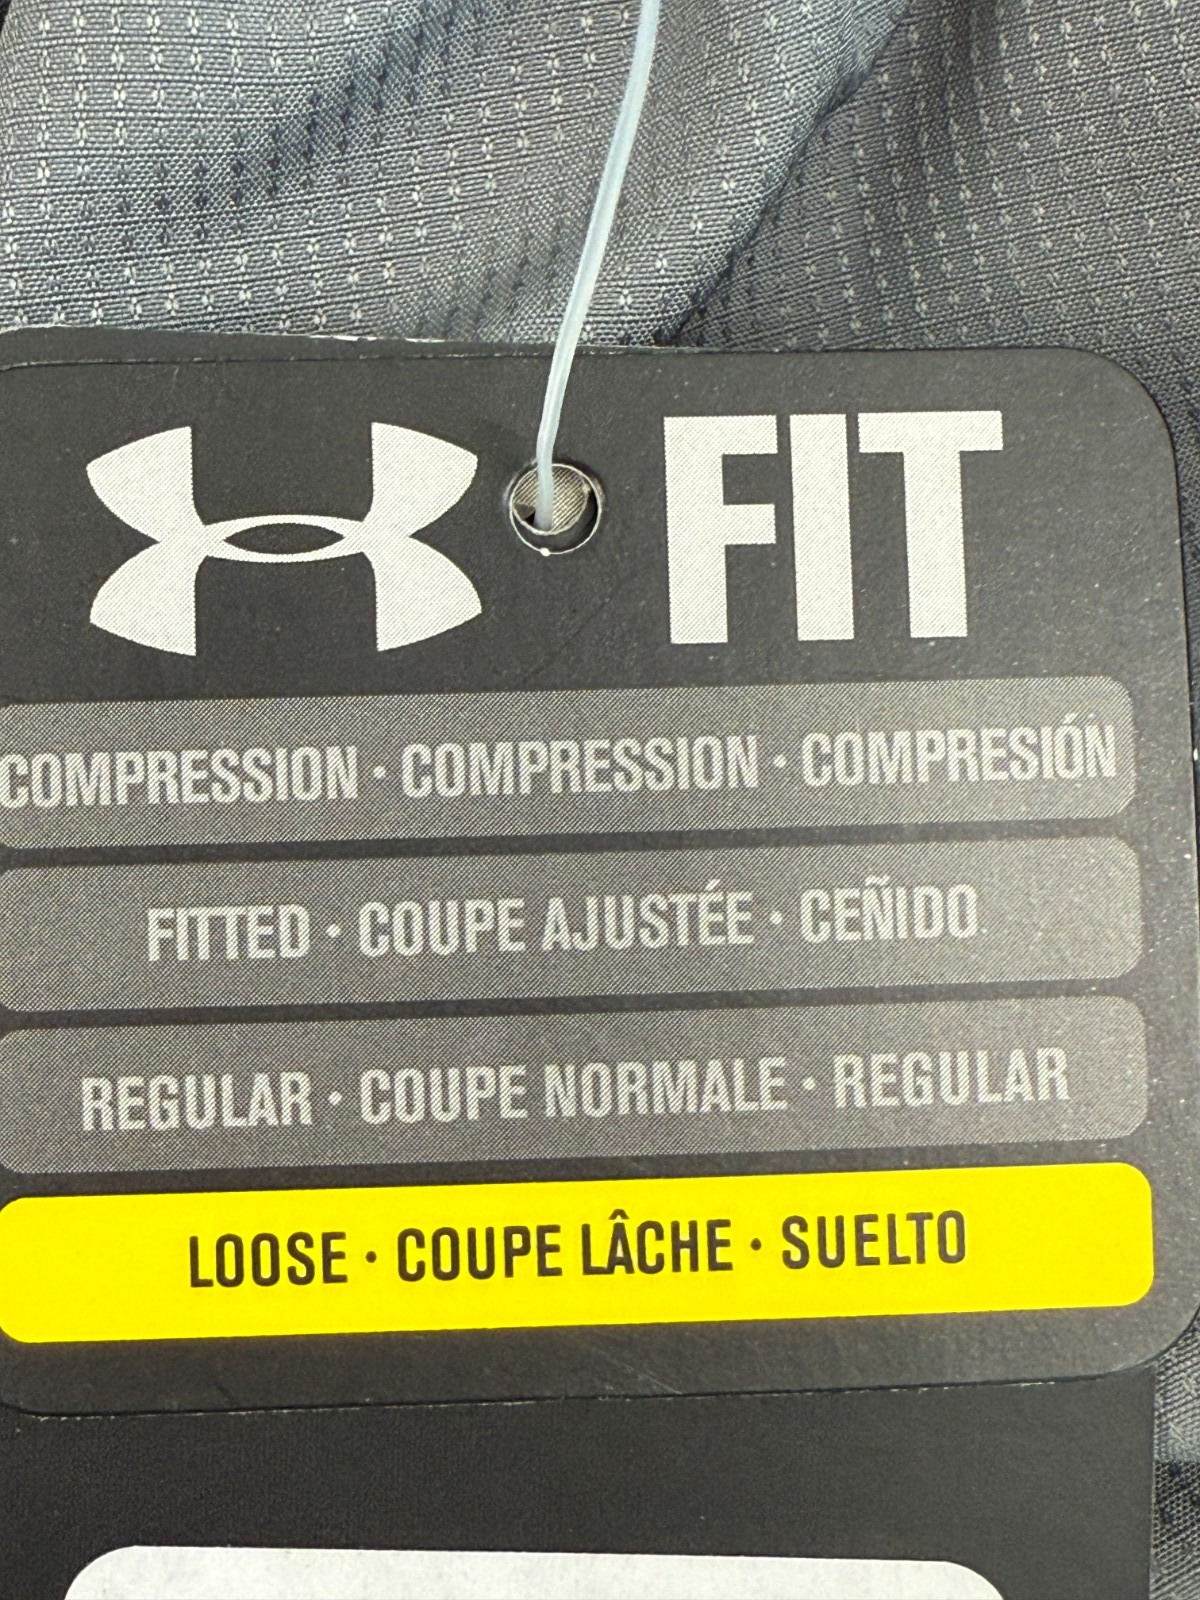 FIT
COMPRESSION · COMPRESSION · COMPRESIÓN
FITTED · COUPE AJUSTÉE · CEÑIDO
REGULAR · COUPE NORMALE · REGULAR
LOOSE · COUPE LÂCHE · SUELTO